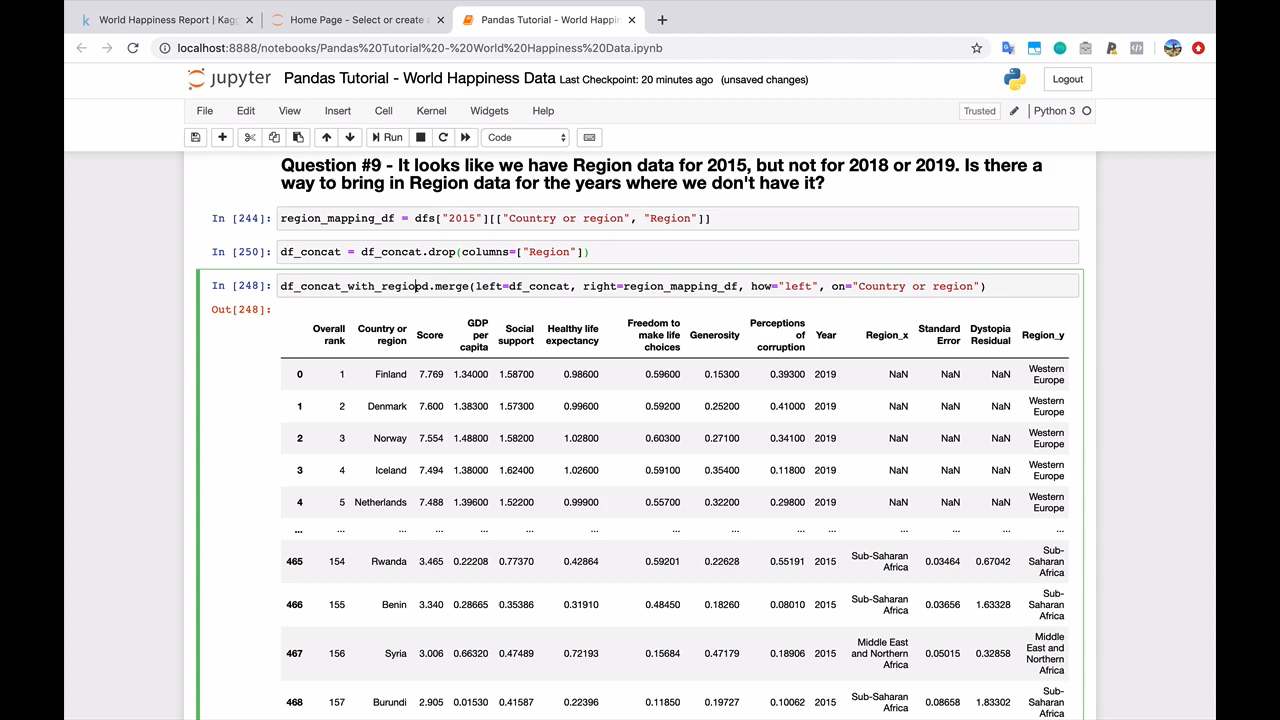 World Happiness Report | Kagg
Home Page - Select or create a
Pandas Tutorial - World Happin
localhost:8888/notebooks/Pandas%20Tutorial%20-%20World%20Happiness%20Data.ipynb
jupyter Pandas Tutorial - World Happiness Data Last Checkpoint: 20 minutes ago (unsaved changes)
Logout
File Edit View Insert Cell Kernel Widgets Help
Trusted Python 3
Run Code
Question #9 - It looks like we have Region data for 2015, but not for 2018 or 2019. Is there a
way to bring in Region data for the years where we don't have it?
In [244]: region_mapping_df = dfs["2015"][["Country or region", "Region"]]
In [250]: df_concat = df_concat.drop(columns=["Region"])
In [248]: df_concat_with_regiopd.merge(left=df_concat, right=region_mapping_df, how="left", on="Country or region")
Out[248]:
Overall rank Country or region Score GDP per capita Social support Healthy life expectancy Freedom to make life choices Generosity Perceptions of corruption Year Region_x Standard Error Dystopia Residual Region_y
0 1 Finland 7.769 1.34000 1.58700 0.98600 0.59600 0.15300 0.39300 2019 NaN NaN NaN Western Europe
1 2 Denmark 7.600 1.38300 1.57300 0.99600 0.59200 0.25200 0.41000 2019 NaN NaN NaN Western Europe
2 3 Norway 7.554 1.48800 1.58200 1.02800 0.60300 0.27100 0.34100 2019 NaN NaN NaN Western Europe
3 4 Iceland 7.494 1.38000 1.62400 1.02600 0.59100 0.35400 0.11800 2019 NaN NaN NaN Western Europe
4 5 Netherlands 7.488 1.39600 1.52200 0.99900 0.55700 0.32200 0.29800 2019 NaN NaN NaN Western Europe
... ... ... ... ... ... ... ... ... ... ... ... ... ... ...
465 154 Rwanda 3.465 0.22208 0.77370 0.42864 0.59201 0.22628 0.55191 2015 Sub-Saharan Africa 0.03464 0.67042 Sub-Saharan Africa
466 155 Benin 3.340 0.28665 0.35386 0.31910 0.48450 0.18260 0.08010 2015 Sub-Saharan Africa 0.03656 1.63328 Sub-Saharan Africa
467 156 Syria 3.006 0.66320 0.47489 0.72193 0.15684 0.47179 0.18906 2015 Middle East and Northern Africa 0.05015 0.32858 Middle East and Northern Africa
468 157 Burundi 2.905 0.01530 0.41587 0.22396 0.11850 0.19727 0.10062 2015 Sub-Saharan Africa 0.08658 1.83302 Sub-Saharan Africa